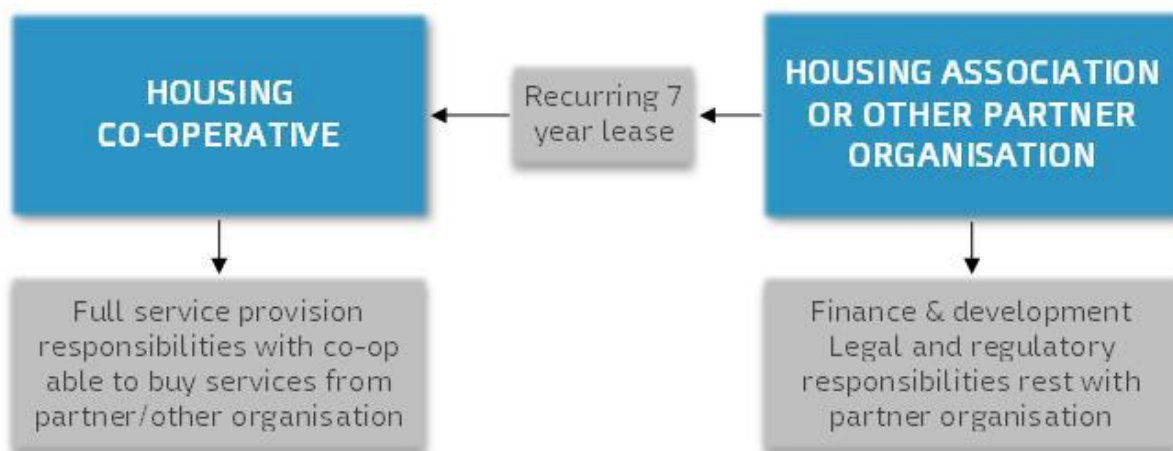 HOUSING
CO-OPERATIVE
Recurring 7
year lease
HOUSING ASSOCIATION
OR OTHER PARTNER
ORGANISATION
Full service provision
responsibilities with co-op
able to buy services from
partner/other organisation
Finance & development
Legal and regulatory
responsibilities rest with
partner organisation